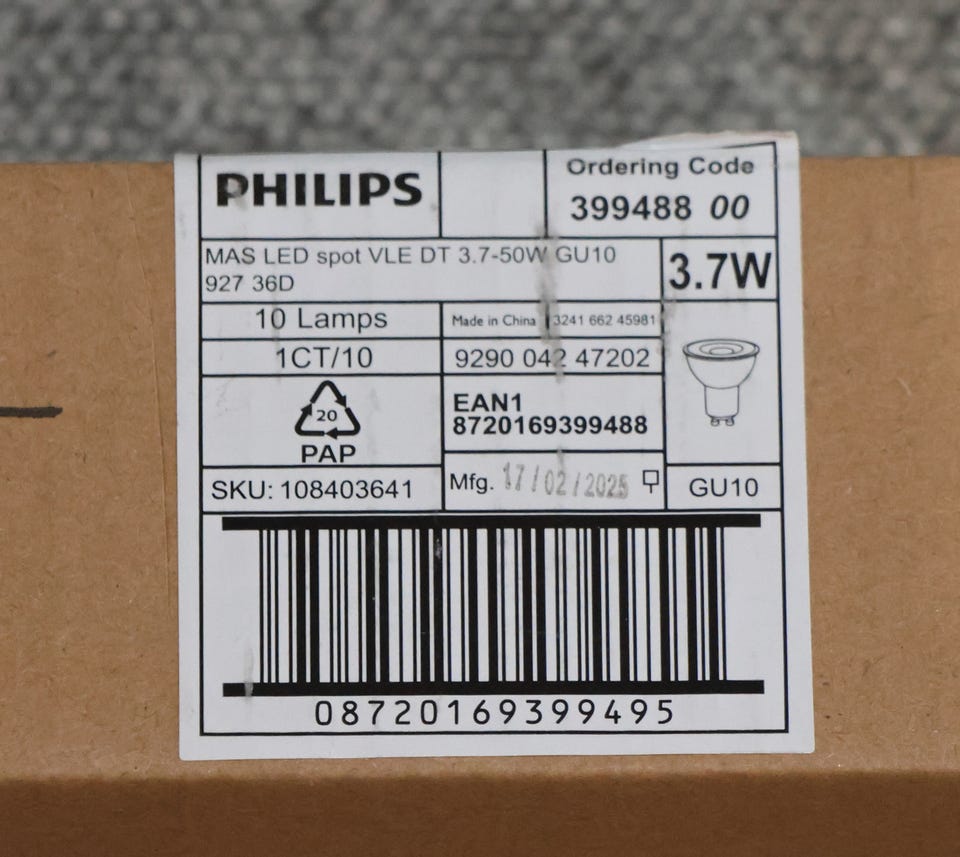 PHILIPS
Ordering Code
399488 00
MAS LED spot VLE DT 3.7-50W GU10
927 36D
3.7W
10 Lamps
Made in China
3241 662 45981
1CT/10
9290 042 47202
20
PAP
EAN1
8720169399488
SKU: 108403641
Mfg. 17/02/2025
GU10
08720169399495